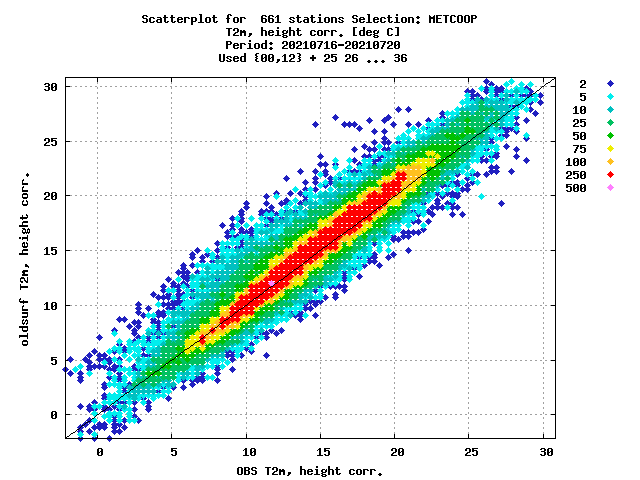 Scatterplot for  661 stations Selection: METCOOP
T2m, height corr. [deg C]
Period: 20210716-20210720
Used {00,12} + 25 26 ... 36
2
5
10
25
50
75
100
250
500
30
25
20
15
10
5
0
oldsurf T2m, height corr.
0 5 10 15 20 25 30
OBS T2m, height corr.